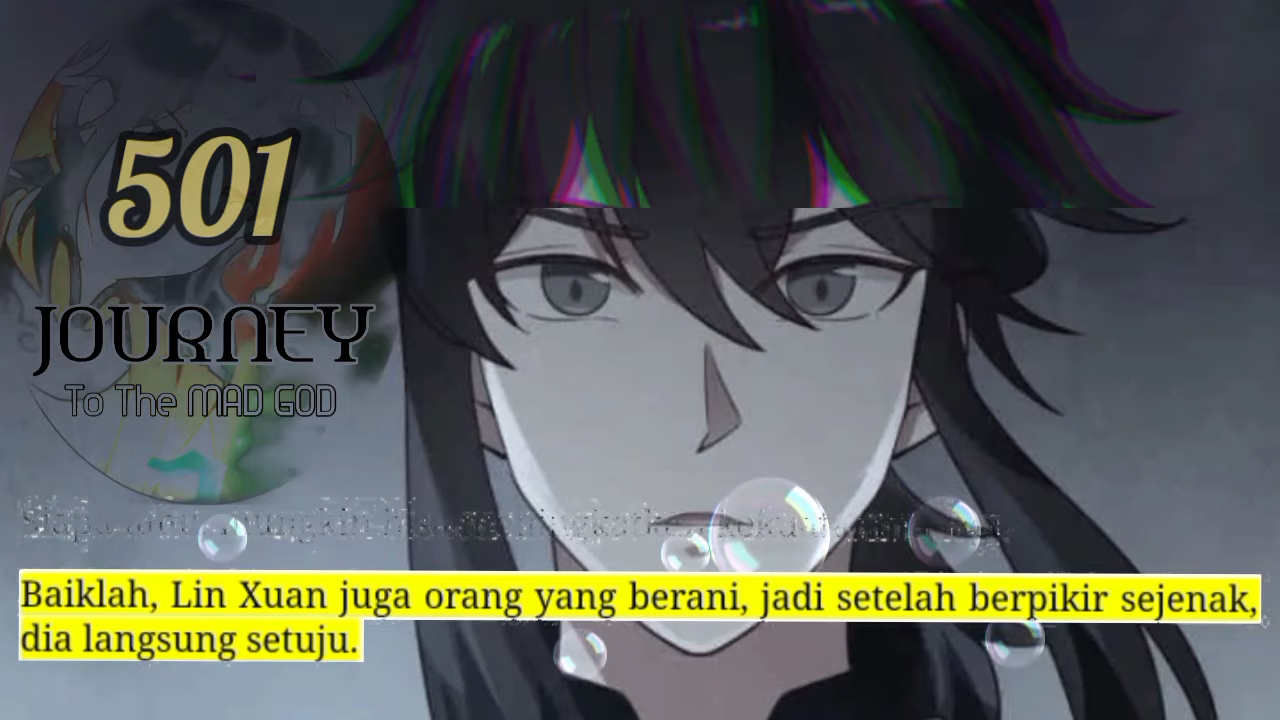 501
JOURNEY
To The MAD GOD
Baiklah, Lin Xuan juga orang yang berani, jadi setelah berpikir sejenak,
dia langsung setuju.